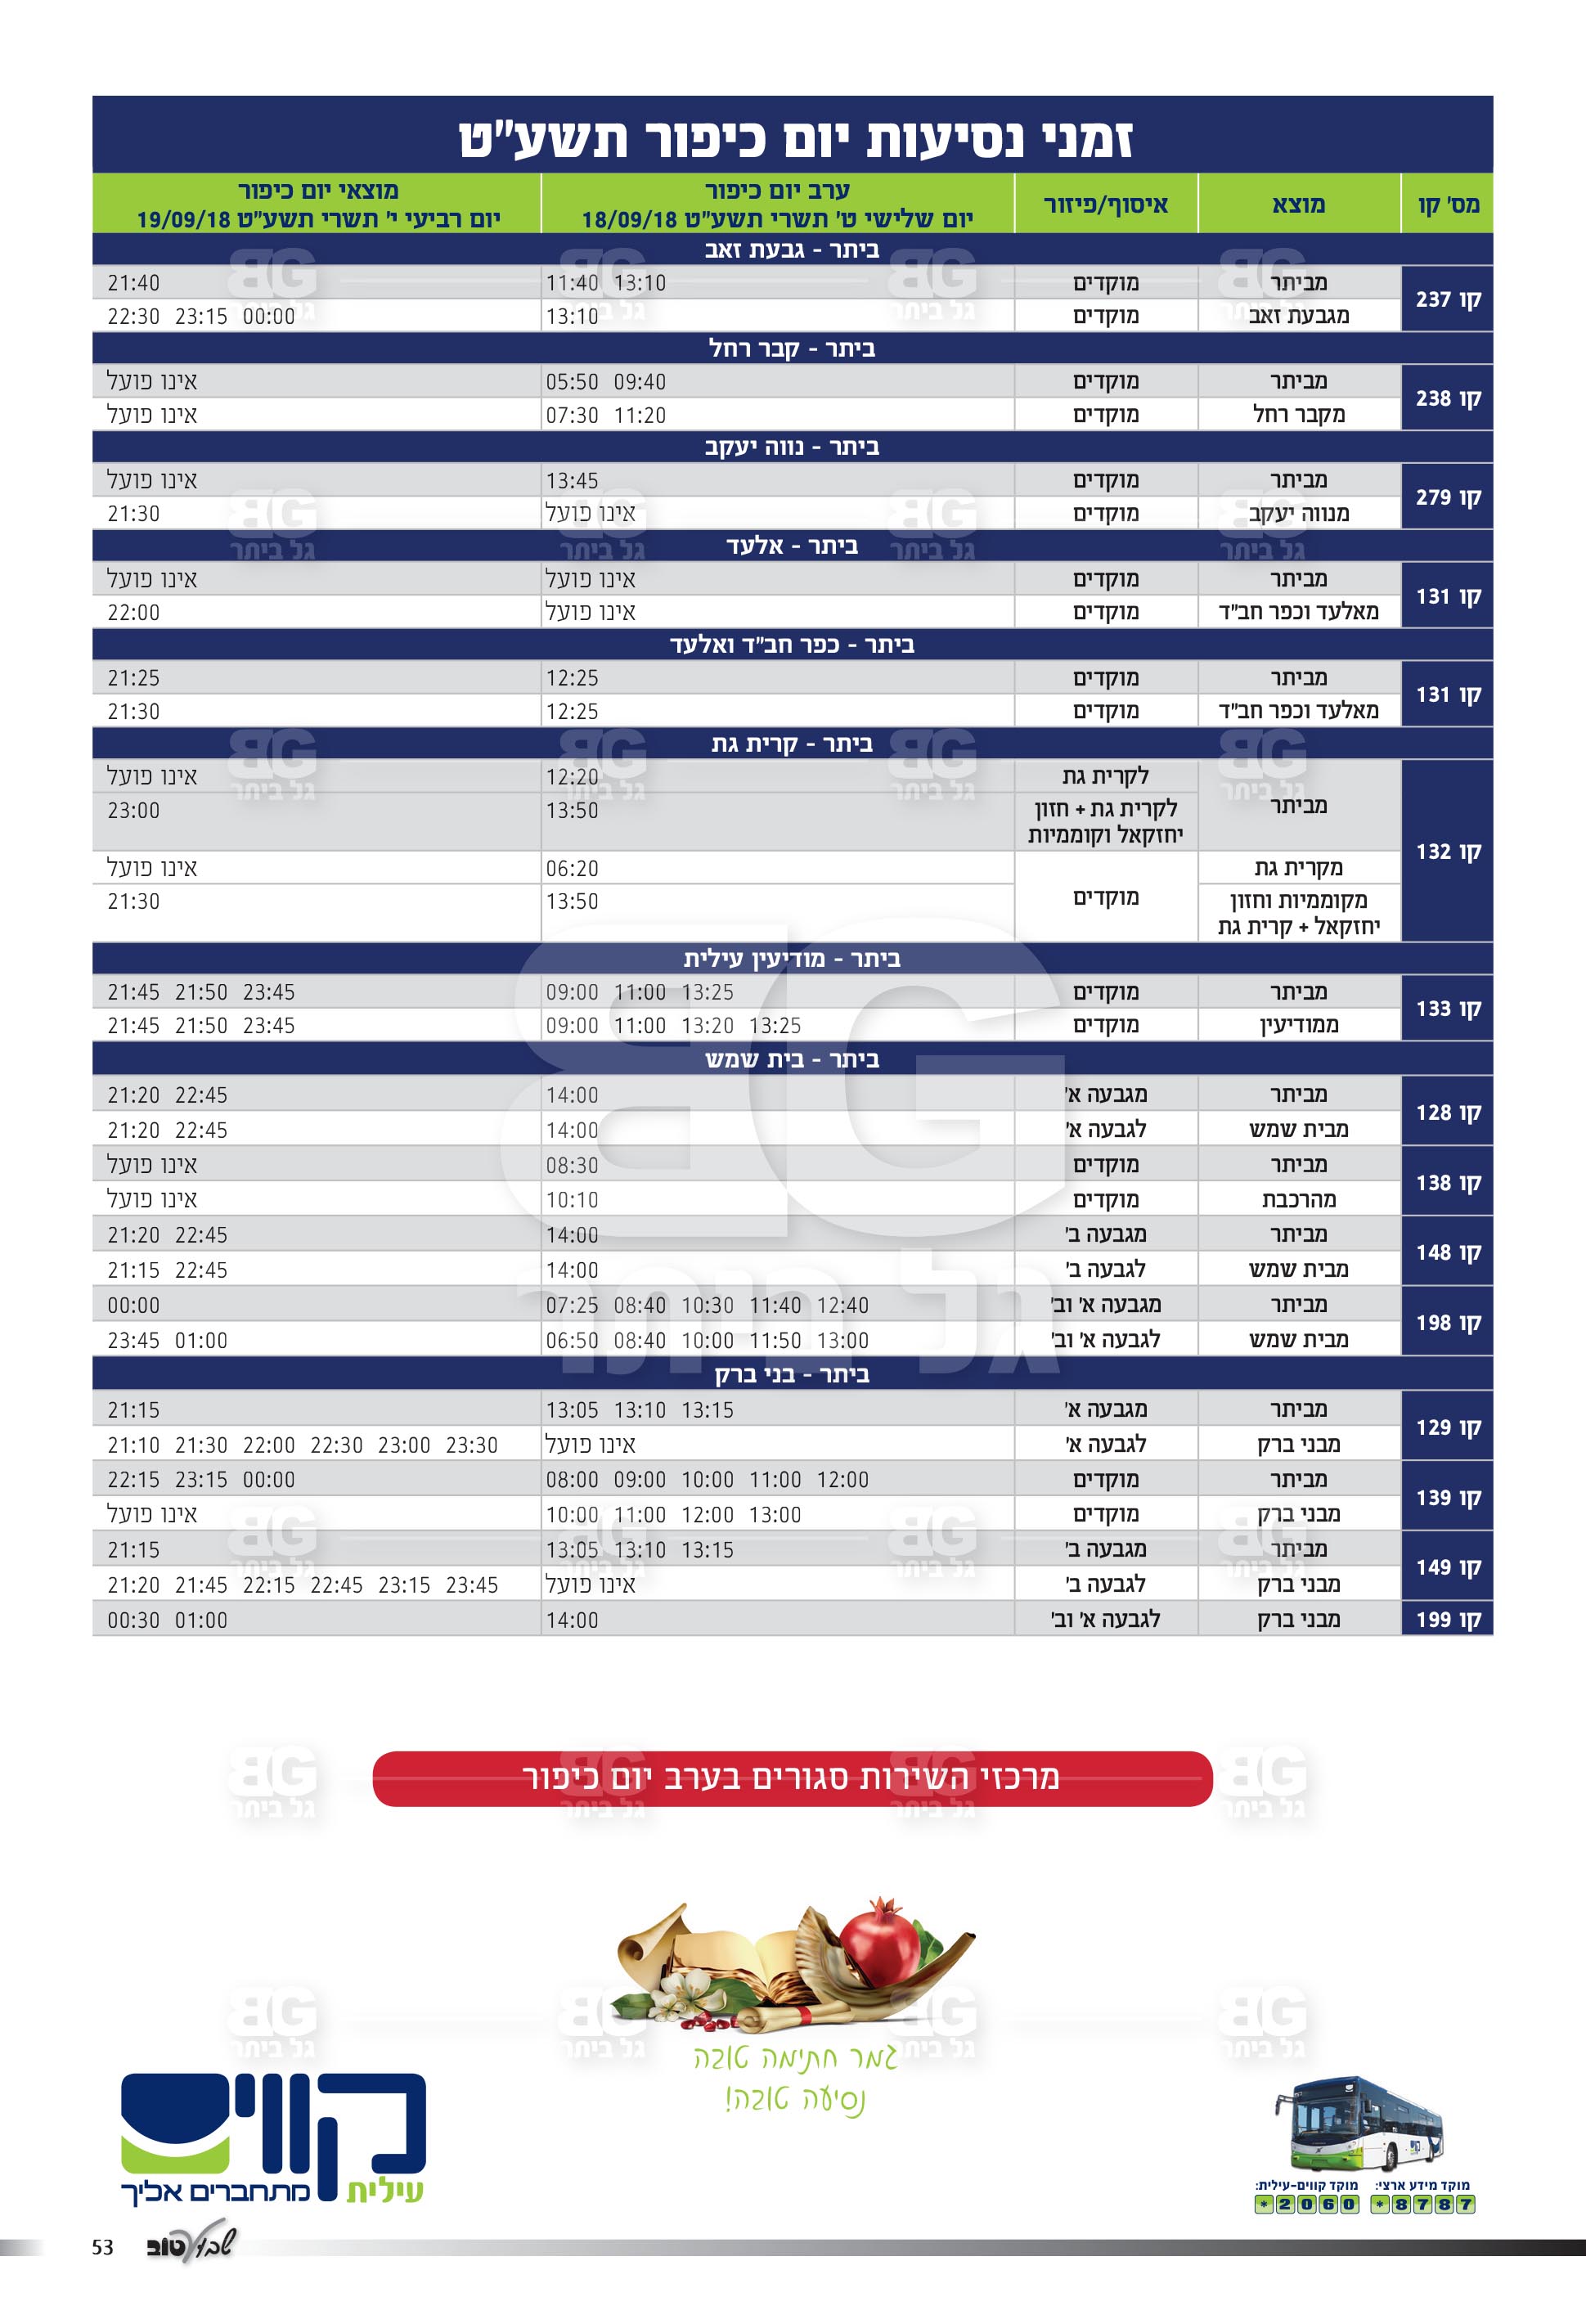 זמני נסיעות יום כיפור תשע"ט
מס' קו מוצא איסוף/פיזור ערב יום כיפור יום שלישי ט' תשרי תשע"ט 18/09/18 מוצאי יום כיפור יום רביעי י' תשרי תשע"ט 19/09/18
ביתר - גבעת זאב
קו 237 מביתר מוקדים 11:40 13:10 21:40
מגבעת זאב מוקדים 13:10 22:30 23:15 00:00
ביתר - קבר רחל
קו 238 מביתר מוקדים 05:50 09:40 אינו פועל
מקבר רחל מוקדים 07:30 11:20 אינו פועל
ביתר - נווה יעקב
קו 279 מביתר מוקדים 13:45 אינו פועל
מנווה יעקב מוקדים אינו פועל 21:30
ביתר - אלעד
קו 131 מביתר מוקדים אינו פועל אינו פועל
מאלעד וכפר חב"ד מוקדים אינו פועל 22:00
ביתר - כפר חב"ד ואלעד
קו 131 מביתר מוקדים 12:25 21:25
מאלעד וכפר חב"ד מוקדים 12:25 21:30
ביתר - קרית גת
קו 132 מביתר לקרית גת 12:20 אינו פועל
לקרית גת + חזון 13:50 23:00
יחזקאל וקוממיות
מקרית גת מוקדים 06:20 אינו פועל
מקוממיות וחזון 13:50 21:30
יחזקאל + קרית גת
ביתר - מודיעין עילית
קו 133 מביתר מוקדים 09:00 11:00 13:25 21:45 21:50 23:45
ממודיעין מוקדים 09:00 11:00 13:20 13:25 21:45 21:50 23:45
ביתר - בית שמש
קו 128 מביתר מגבעה א' 14:00 21:20 22:45
מבית שמש לגבעה א' 14:00 21:20 22:45
קו 138 מביתר מוקדים 08:30 אינו פועל
מהרכבת מוקדים 10:10 אינו פועל
קו 148 מביתר מגבעה ב' 14:00 21:20 22:45
מבית שמש לגבעה ב' 14:00 21:15 22:45
קו 198 מביתר מגבעה א' וב' 07:25 08:40 10:30 11:40 12:40 00:00
מבית שמש לגבעה א' וב' 06:50 08:40 10:00 11:50 13:00 23:45 01:00
ביתר - בני ברק
קו 129 מביתר מגבעה א' 13:05 13:10 13:15 21:15
מבני ברק לגבעה א' אינו פועל 21:10 21:30 22:00 22:30 23:00 23:30
קו 139 מביתר מוקדים 08:00 09:00 10:00 11:00 12:00 22:15 23:15 00:00
מבני ברק מוקדים 10:00 11:00 12:00 13:00 אינו פועל
קו 149 מביתר מגבעה ב' 13:05 13:10 13:15 21:15
מבני ברק לגבעה ב' אינו פועל 21:20 21:45 22:15 22:45 23:15 23:45
קו 199 מבני ברק לגבעה א' וב' 14:00 00:30 01:00
BG
גל ביתר
מרכזי השירות סגורים בערב יום כיפור
גמר חתימה טובה
נסיעה טובה!
מוקד מידע ארצי: מוקד קווים-עילית:
*8787 *2060
קווים
עילית מתחברים אליך
שבוע טוב 53